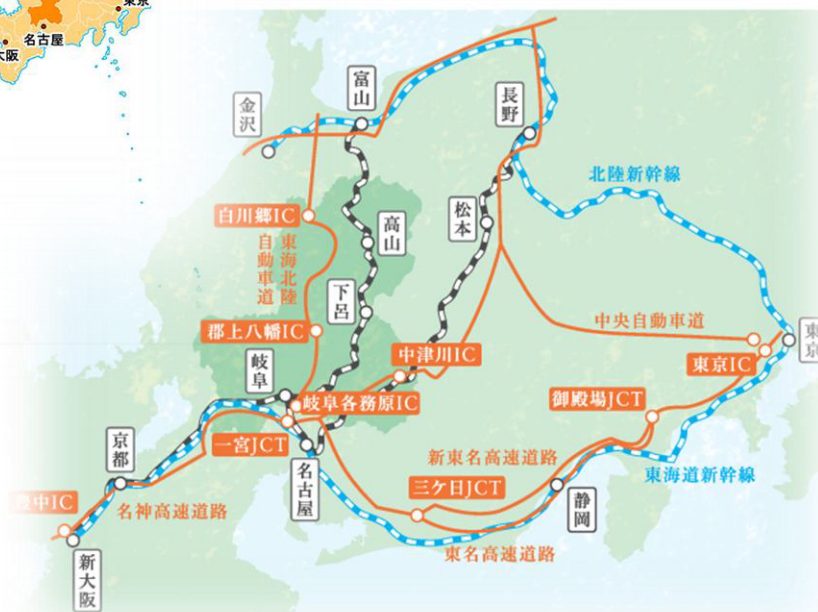 名古屋
金沢
富山
長野
北陸新幹線
白川郷IC
東海北陸
自動車道
高山
松本
下呂
郡上八幡IC
中央自動車道
東京IC
岐阜
中津川IC
岐阜各務原IC
御殿場JCT
一宮JCT
京都
名古屋
新東名高速道路
東海道新幹線
三ケ日JCT
静岡
中IC
名神高速道路
東名高速道路
新大阪